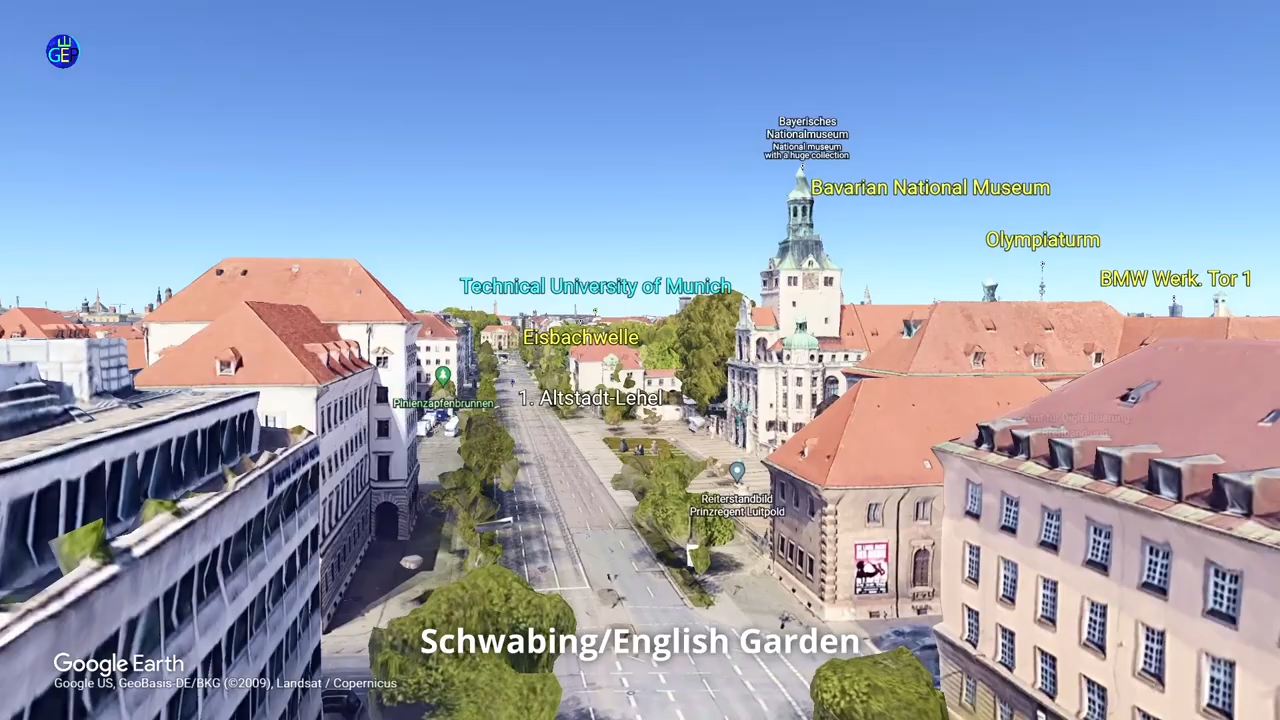 GEP
Bayerisches
Nationalmuseum
National museum
with a huge collection
Bavarian National Museum
Olympiaturm
BMW Werk. Tor 1
Technical University of Munich
Eisbachwelle
Pinienzapfenbrunnen
1. Altstadt-Lehel
Reiterstandbild
Prinzregent Luitpold
Schwabing/English Garden
Google Earth
Google US, GeoBasis-DE/BKG (©2009), Landsat / Copernicus